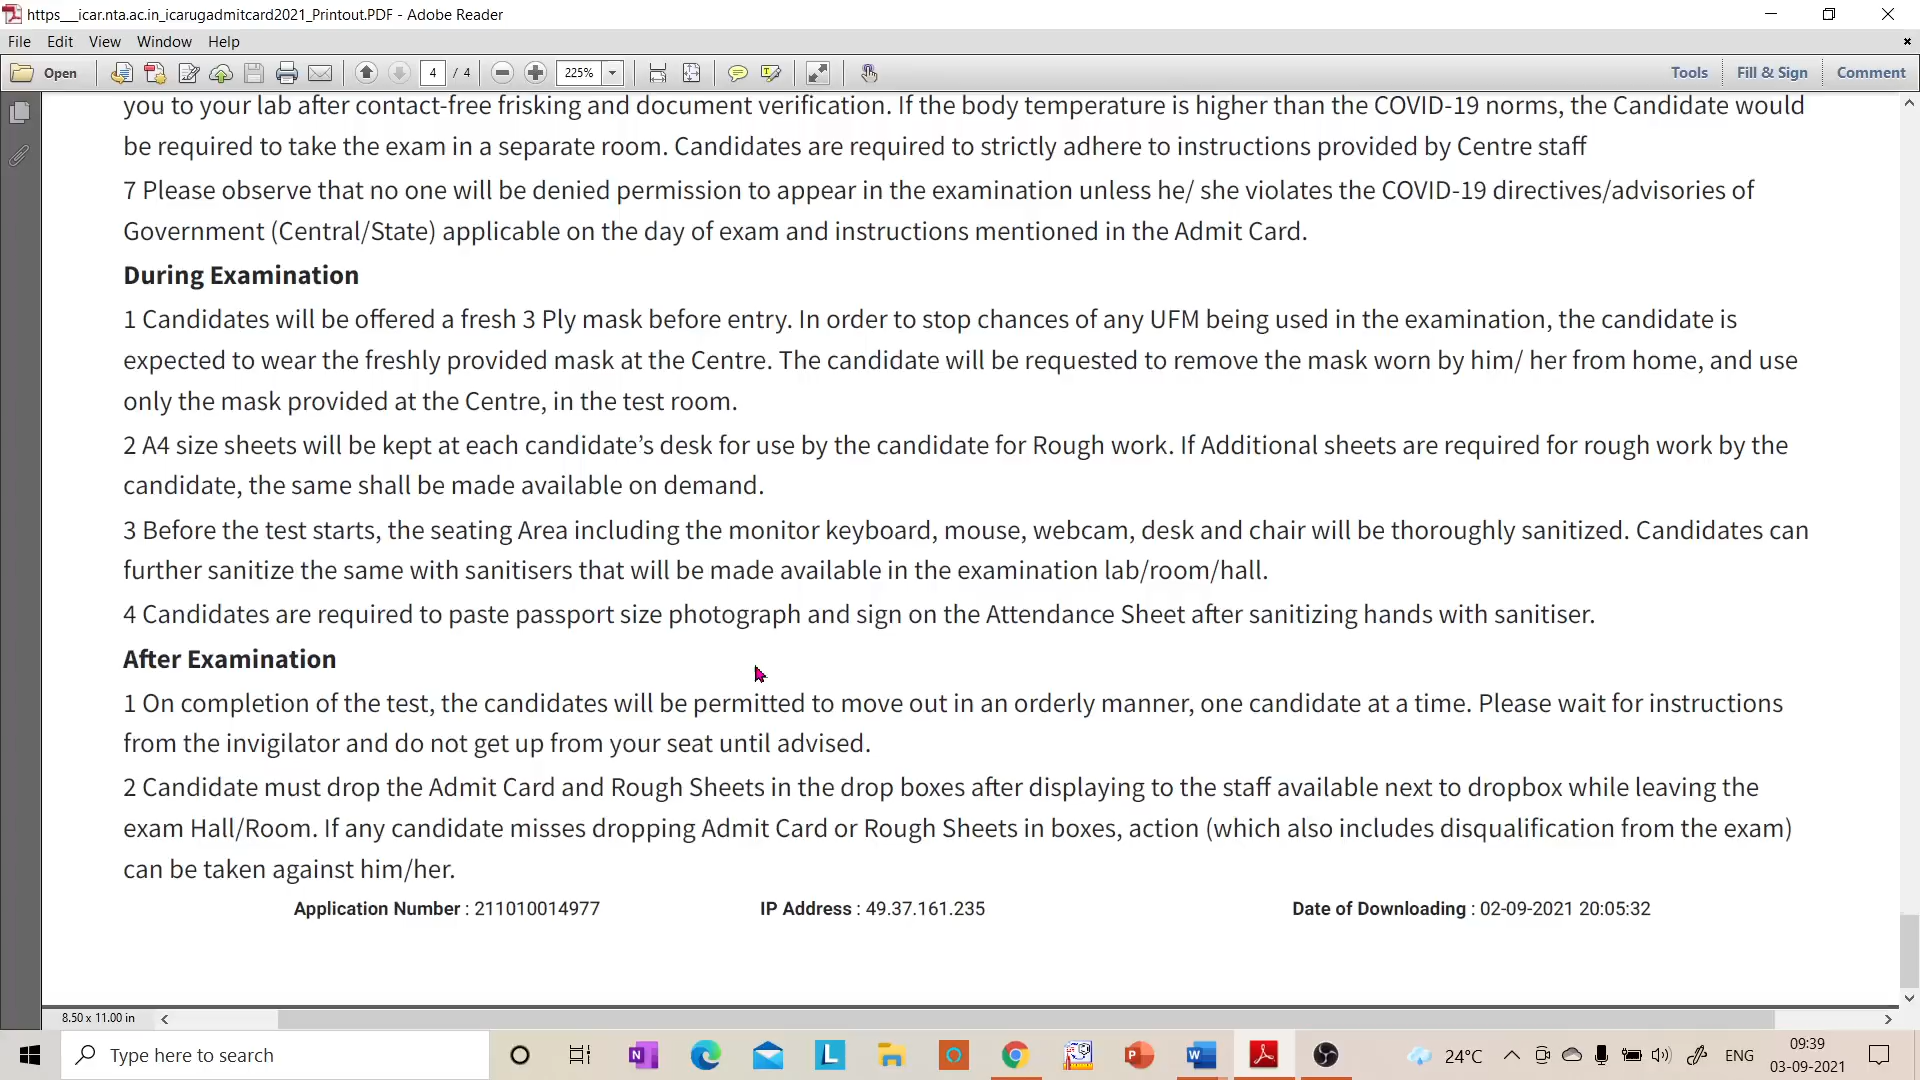 https__icar.nta.ac.in_icarugadmitcard2021_Printout.PDF - Adobe Reader
File Edit View Window Help
Open 4 / 4 225% Tools Fill & Sign Comment
you to your lab after contact-free frisking and document verification. If the body temperature is higher than the COVID-19 norms, the Candidate would
be required to take the exam in a separate room. Candidates are required to strictly adhere to instructions provided by Centre staff
7 Please observe that no one will be denied permission to appear in the examination unless he/ she violates the COVID-19 directives/advisories of
Government (Central/State) applicable on the day of exam and instructions mentioned in the Admit Card.
During Examination
1 Candidates will be offered a fresh 3 Ply mask before entry. In order to stop chances of any UFM being used in the examination, the candidate is
expected to wear the freshly provided mask at the Centre. The candidate will be requested to remove the mask worn by him/ her from home, and use
only the mask provided at the Centre, in the test room.
2 A4 size sheets will be kept at each candidate’s desk for use by the candidate for Rough work. If Additional sheets are required for rough work by the
candidate, the same shall be made available on demand.
3 Before the test starts, the seating Area including the monitor keyboard, mouse, webcam, desk and chair will be thoroughly sanitized. Candidates can
further sanitize the same with sanitisers that will be made available in the examination lab/room/hall.
4 Candidates are required to paste passport size photograph and sign on the Attendance Sheet after sanitizing hands with sanitiser.
After Examination
1 On completion of the test, the candidates will be permitted to move out in an orderly manner, one candidate at a time. Please wait for instructions
from the invigilator and do not get up from your seat until advised.
2 Candidate must drop the Admit Card and Rough Sheets in the drop boxes after displaying to the staff available next to dropbox while leaving the
exam Hall/Room. If any candidate misses dropping Admit Card or Rough Sheets in boxes, action (which also includes disqualification from the exam)
can be taken against him/her.
Application Number : 211010014977 IP Address : 49.37.161.235 Date of Downloading : 02-09-2021 20:05:32
8.50 x 11.00 in
Type here to search 24°C ENG 09:39
03-09-2021